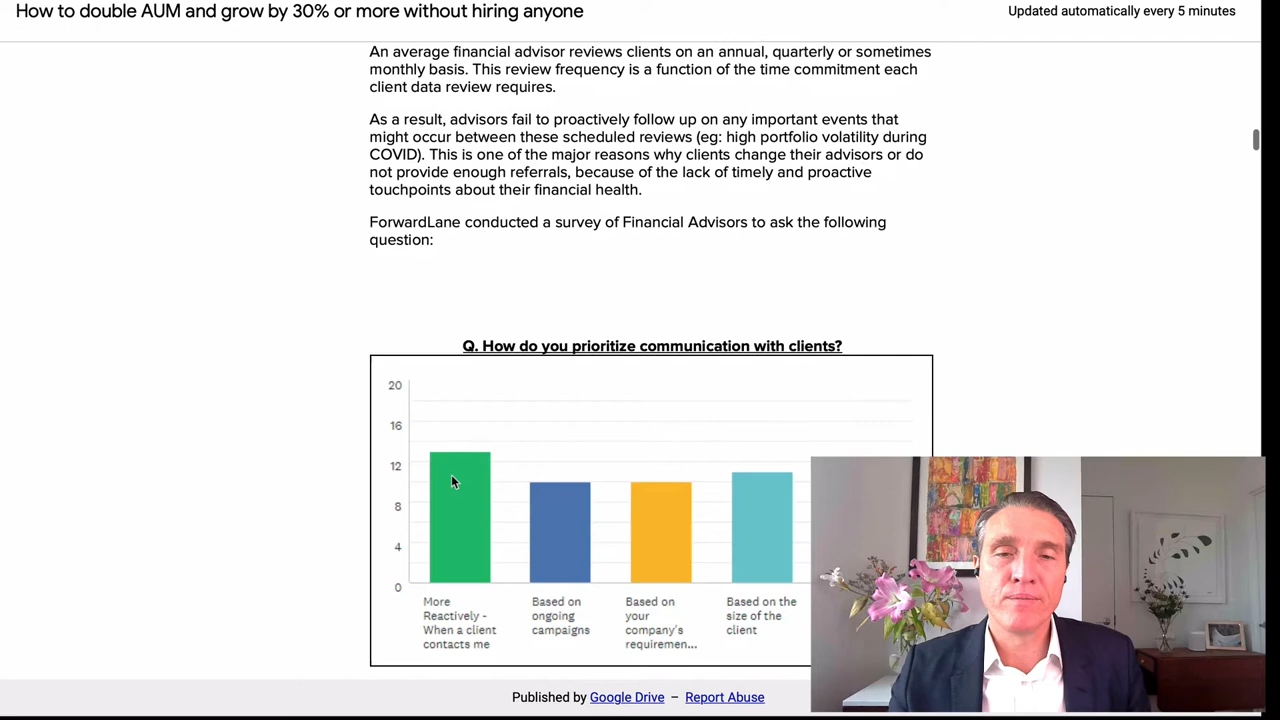 How to double AUM and grow by 30% or more without hiring anyone
Updated automatically every 5 minutes
An average financial advisor reviews clients on an annual, quarterly or sometimes
monthly basis. This review frequency is a function of the time commitment each
client data review requires.
As a result, advisors fail to proactively follow up on any important events that
might occur between these scheduled reviews (eg: high portfolio volatility during
COVID). This is one of the major reasons why clients change their advisors or do
not provide enough referrals, because of the lack of timely and proactive
touchpoints about their financial health.
ForwardLane conducted a survey of Financial Advisors to ask the following
question:
Q. How do you prioritize communication with clients?
20
16
12
8
4
0
More
Reactively -
When a client
contacts me
Based on
ongoing
campaigns
Based on
your
company's
requiremen...
Based on the
size of the
client
Published by Google Drive – Report Abuse